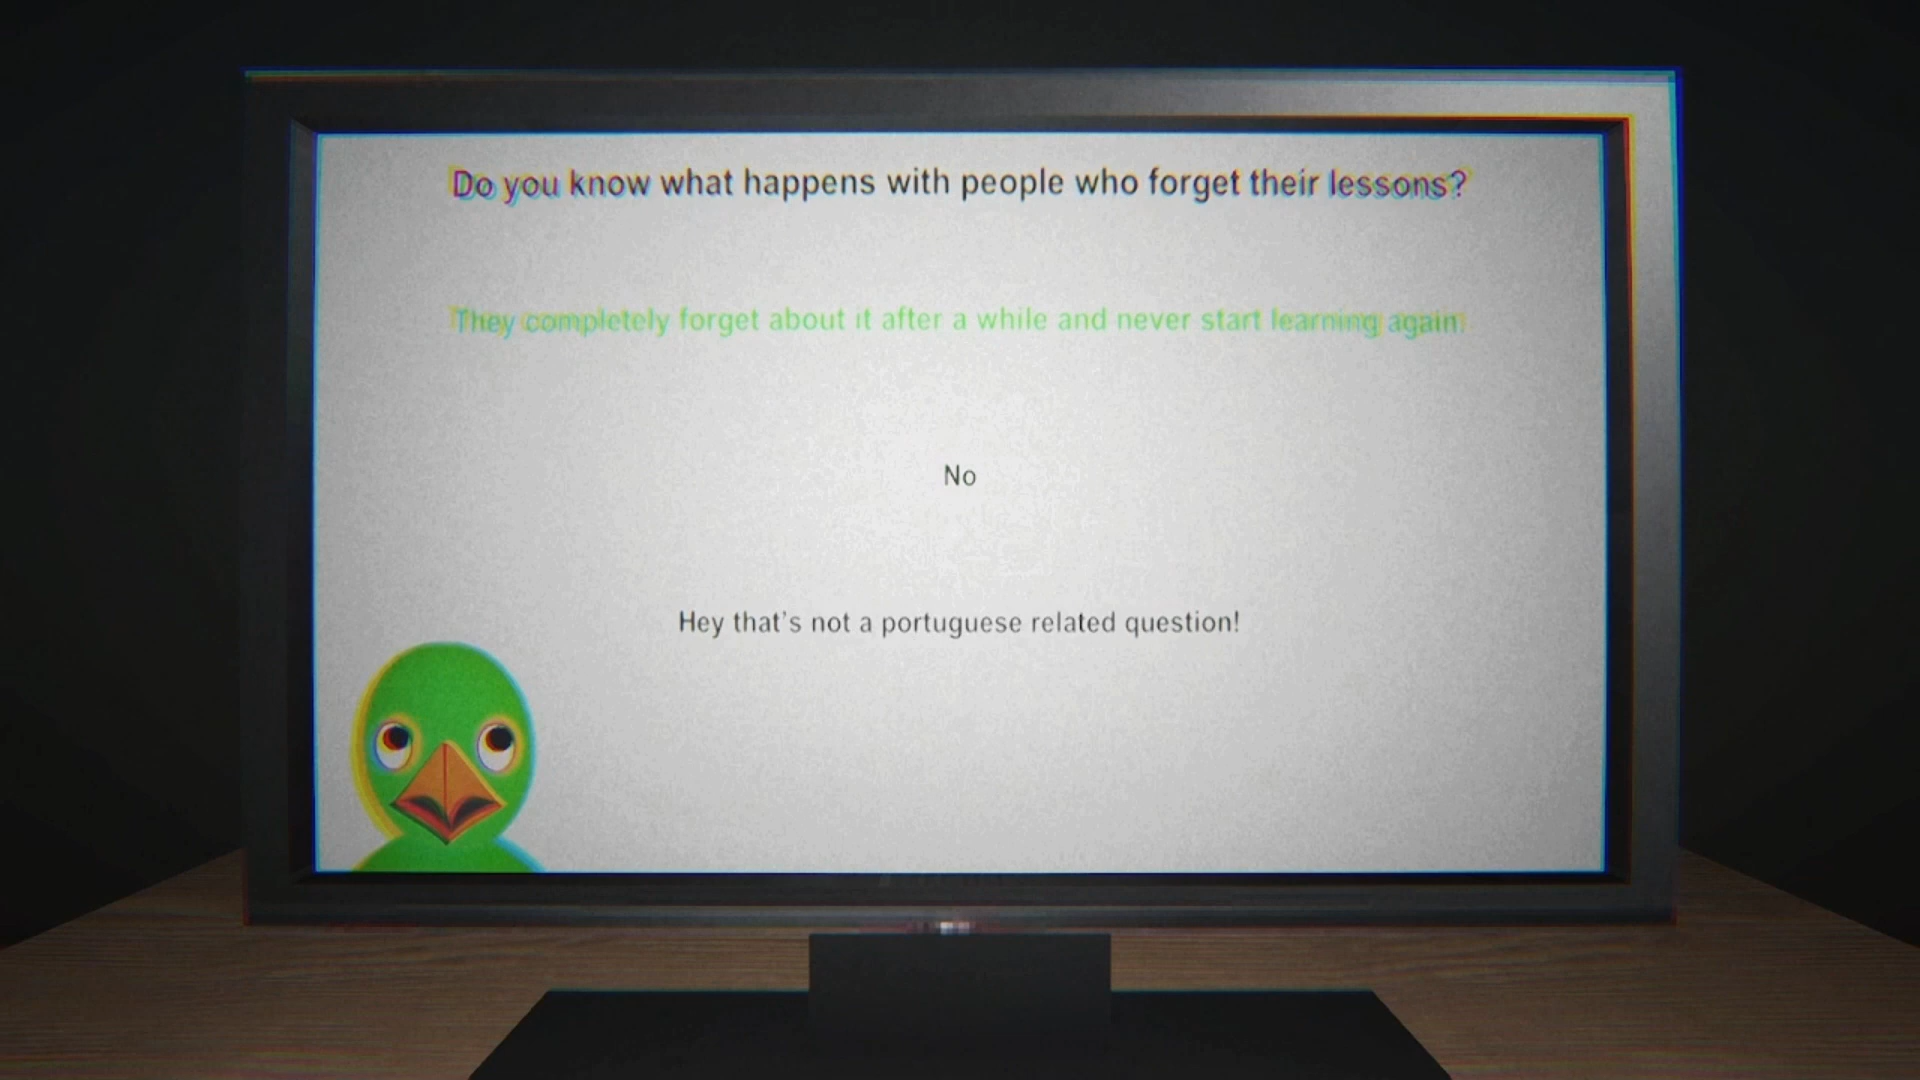 Do you know what happens with people who forget their lessons?
They completely forget about it after a while and never start learning again.
No
Hey that's not a portuguese related question!